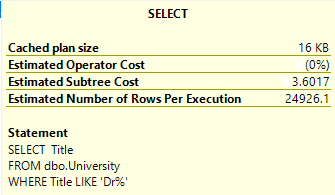 SELECT
Cached plan size 16 KB
Estimated Operator Cost (0%)
Estimated Subtree Cost 3.6017
Estimated Number of Rows Per Execution 24926.1
Statement
SELECT Title
FROM dbo.University
WHERE Title LIKE 'Dr%'